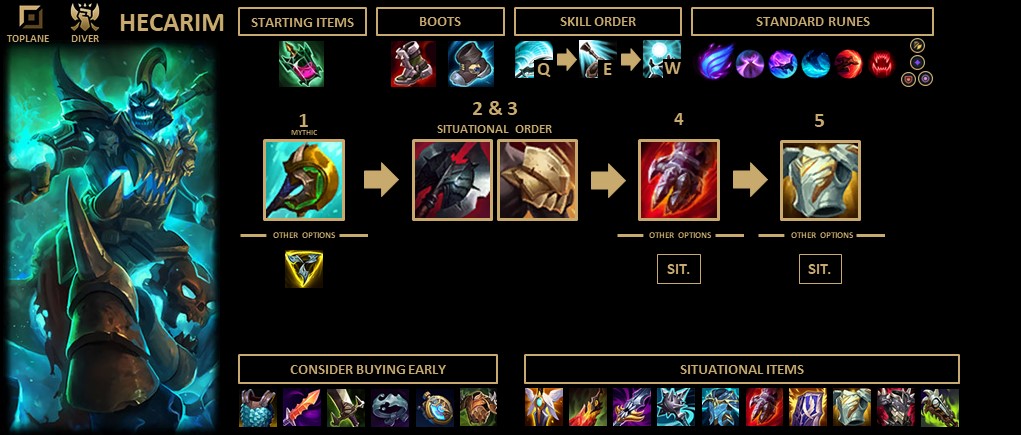 TOPLANE
DIVER
HECARIM
STARTING ITEMS
BOOTS
SKILL ORDER
STANDARD RUNES
Q
E
W
1
MYTHIC
2 & 3
SITUATIONAL ORDER
4
5
OTHER OPTIONS
OTHER OPTIONS
OTHER OPTIONS
SIT.
SIT.
CONSIDER BUYING EARLY
SITUATIONAL ITEMS